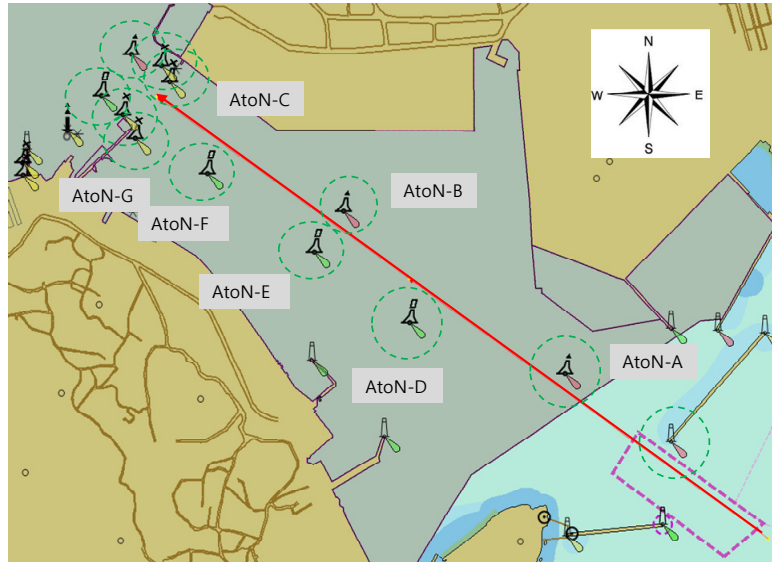 N
W E
S
AtoN-C
AtoN-B
AtoN-G
AtoN-F
AtoN-E
AtoN-A
AtoN-D